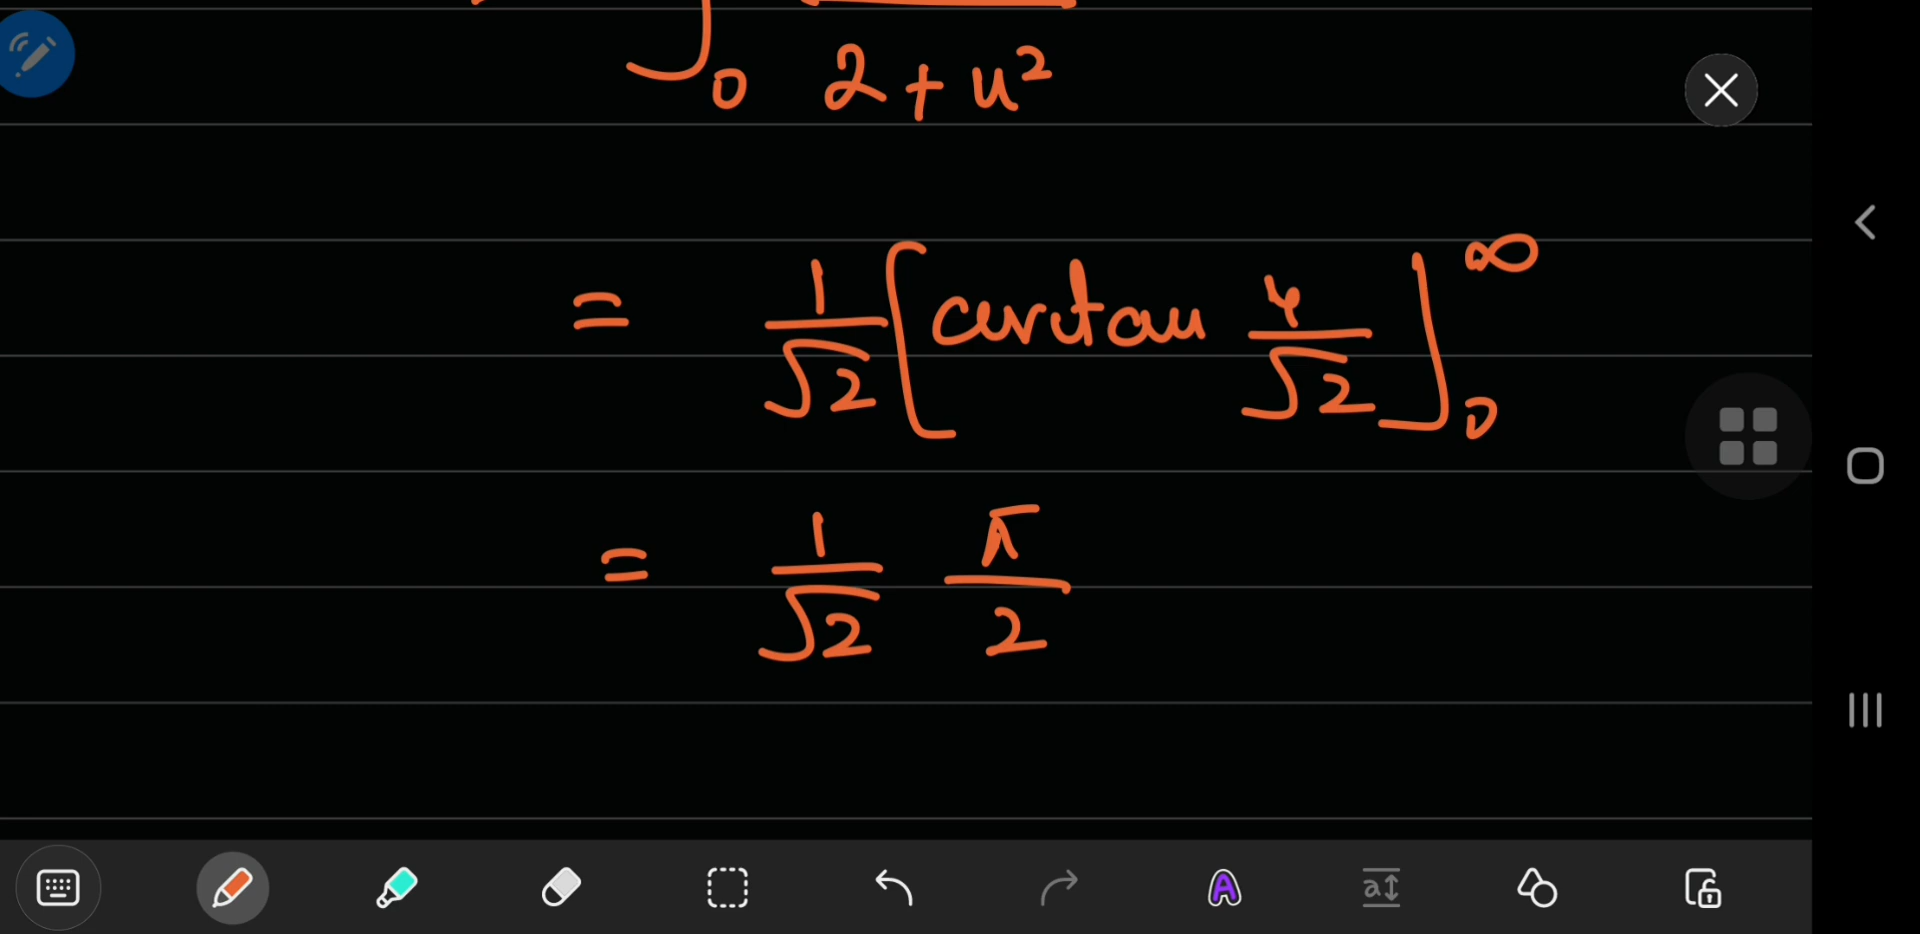 ∫₀ 2 + u²
= 1/√2 [arctan u/√2]₀^∞
= 1/√2 π/2